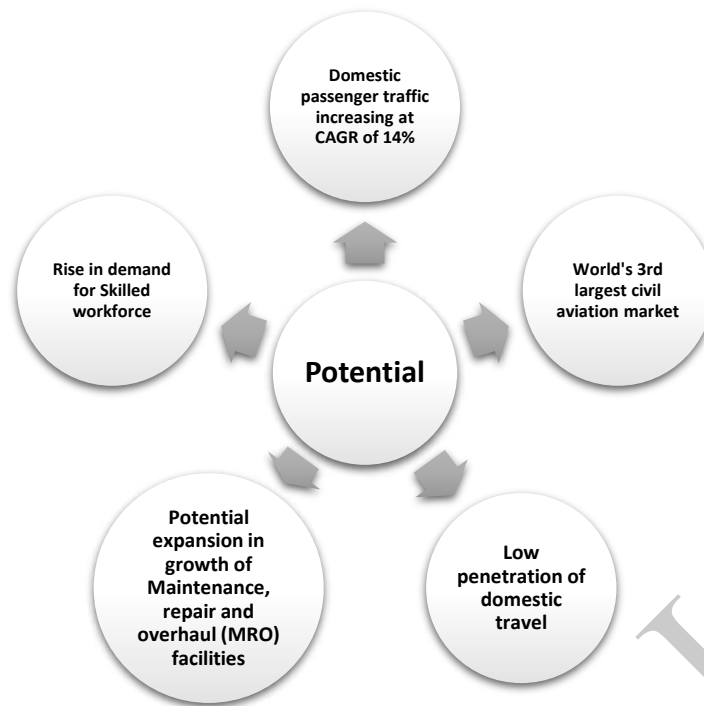 Domestic
passenger traffic
increasing at
CAGR of 14%
Rise in demand
for Skilled
workforce
World's 3rd
largest civil
aviation market
Potential
Potential
expansion in
growth of
Maintenance,
repair and
overhaul (MRO)
facilities
Low
penetration of
domestic
travel